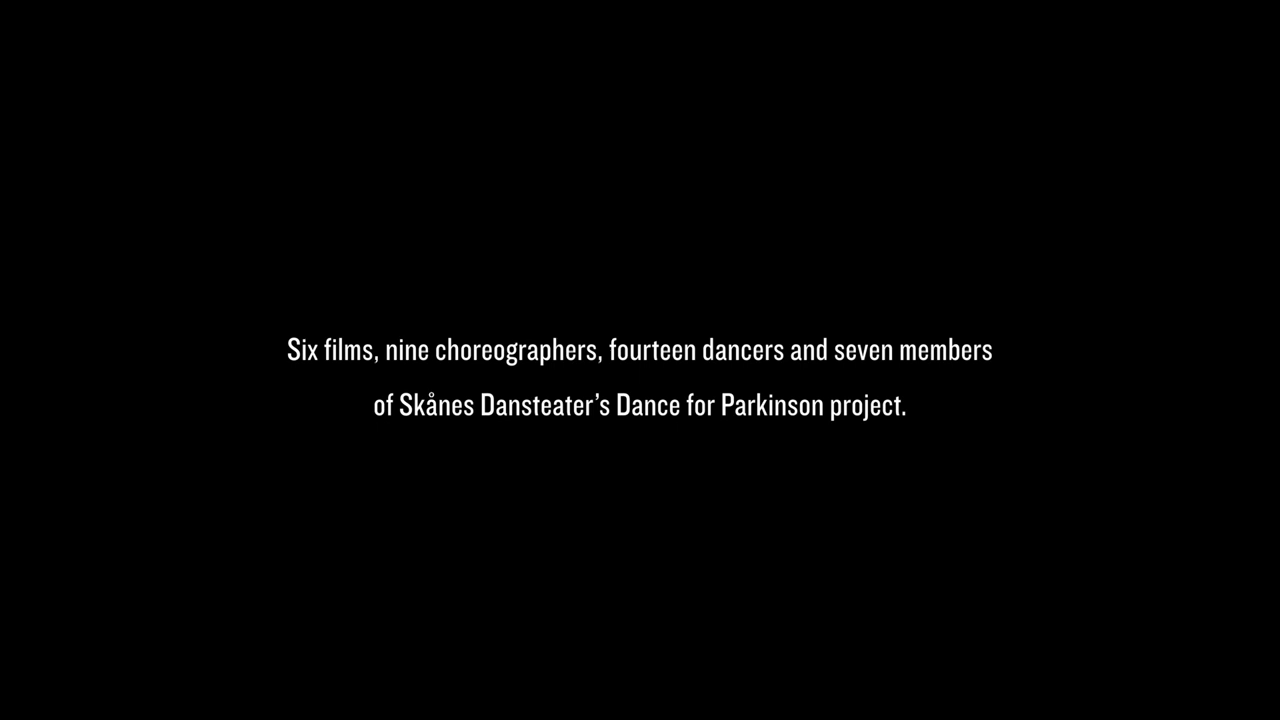 Six films, nine choreographers, fourteen dancers and seven members
of Skånes Dansteater’s Dance for Parkinson project.